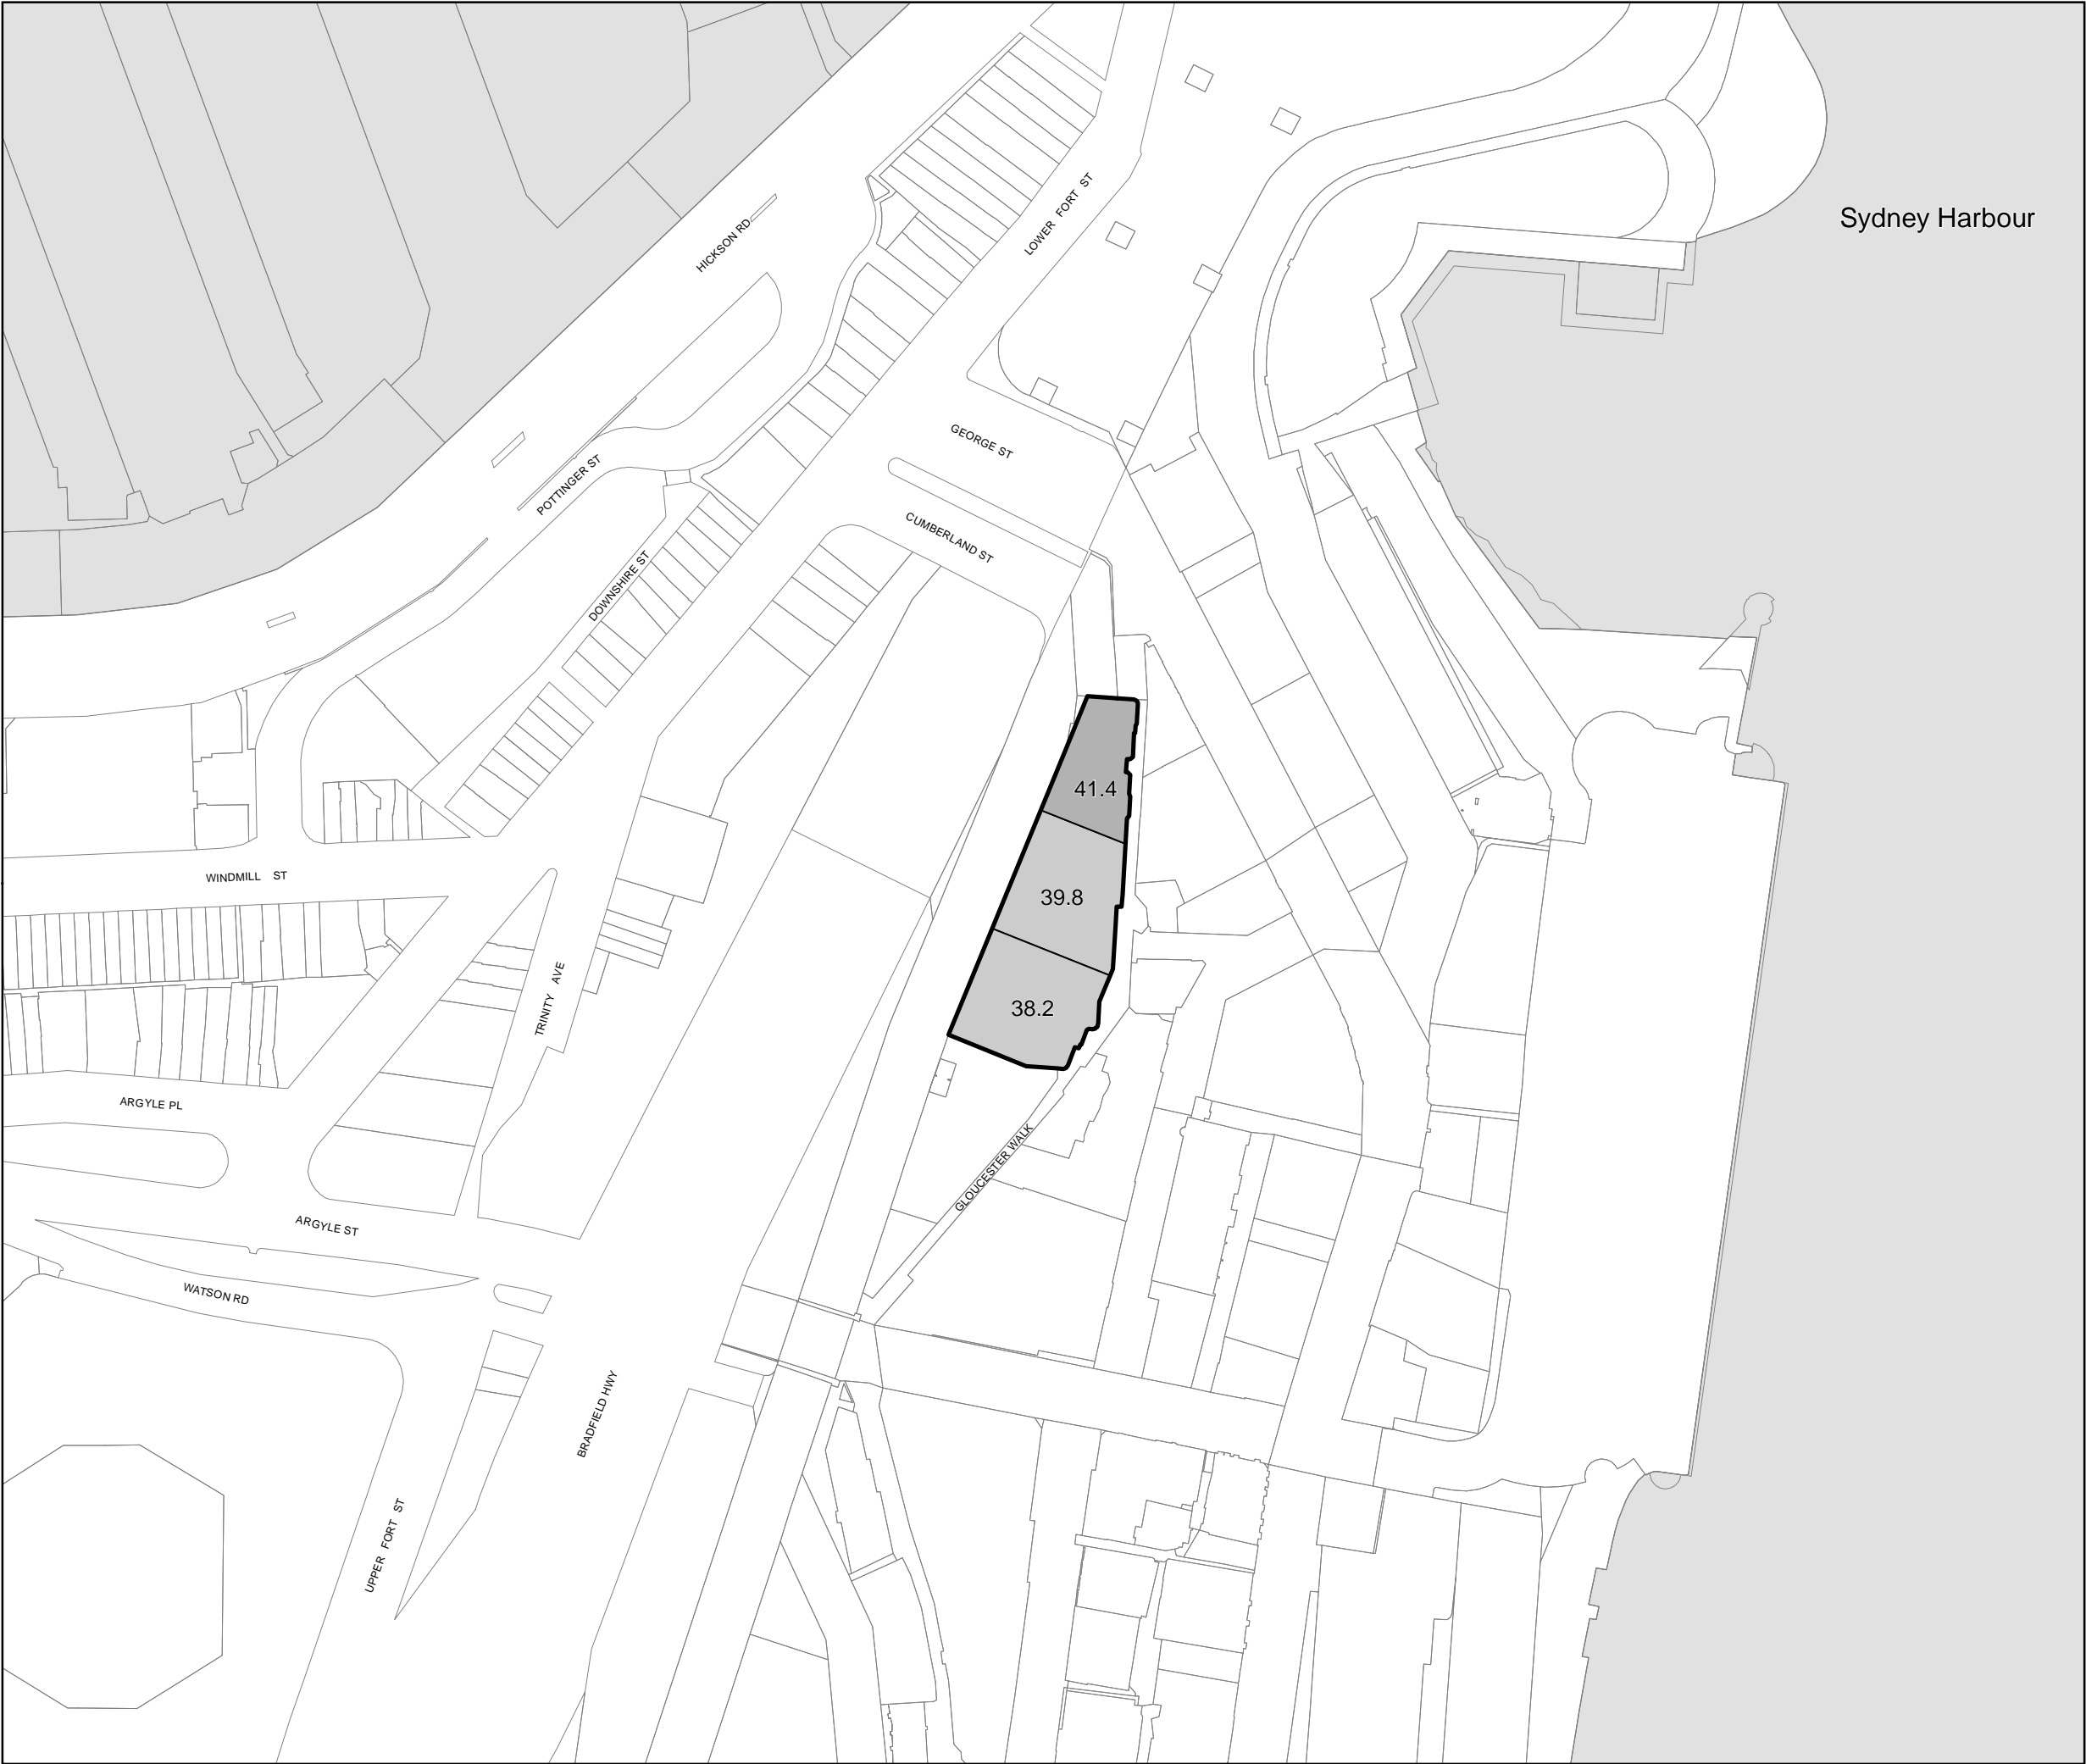 Sydney Harbour
LOWER FORT ST
HICKSON RD
GEORGE ST
POTTINGER ST
CUMBERLAND ST
DOWNSHIRE ST
41.4
WINDMILL ST
39.8
TRINITY AVE
38.2
ARGYLE PL
GLOUCESTER WALK
ARGYLE ST
WATSON RD
BRADFIELD HWY
UPPER FORT ST